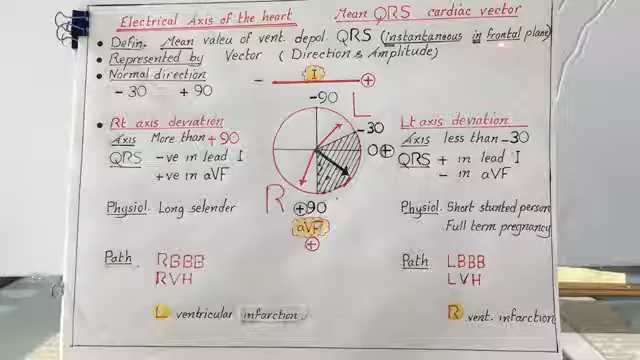 Electrical Axis of the heart Mean QRS cardiac vector
• Defin. Mean valeu of vent. depol. QRS (instantaneous in frontal plane)
• Represented by Vector (Direction & Amplitude)
• Normal direction
- 30 + 90
- I +
-90
L
-30
0 +
R
+90
aVF
+
• Rt axis deviation
Axis More than +90
QRS -ve in lead I
+ve in aVF
Physiol. Long selender
Path RBBB
RVH
L ventricular infarction.
Lt axis deviation
Axis less than -30
QRS + in lead I
- in aVF
Physiol. Short stunted person
Full term pregnancy
Path LBBB
LVH
R vent. infarction